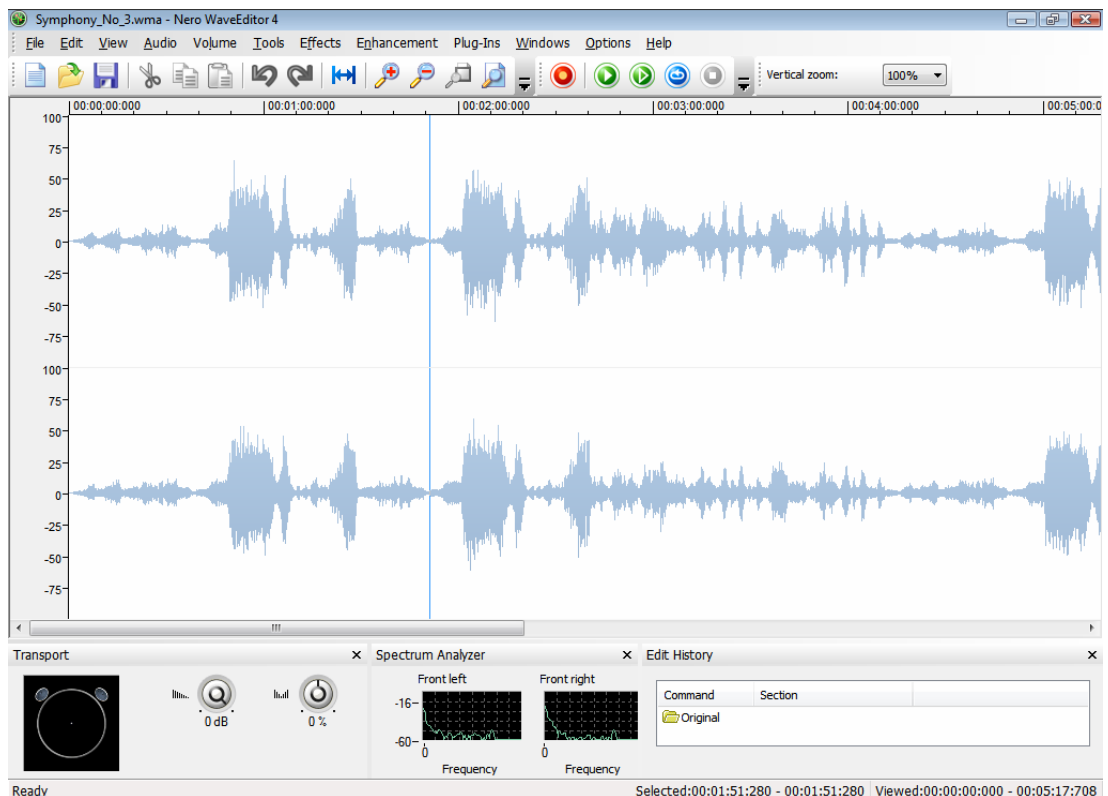 Symphony_No_3.wma - Nero WaveEditor 4
File Edit View Audio Volume Tools Effects Enhancement Plug-Ins Windows Options Help
Vertical zoom: 100%
00:00:00:000 00:01:00:000 00:02:00:000 00:03:00:000 00:04:00:000 00:05:00:0
100
75
50
25
0
-25
-50
-75
100
75
50
25
0
-25
-50
-75
Transport
0 dB 0 %
Spectrum Analyzer
Front left Front right
-16
-60
0 0
Frequency Frequency
Edit History
Command Section
Original
Ready Selected:00:01:51:280 - 00:01:51:280 Viewed:00:00:00:000 - 00:05:17:708